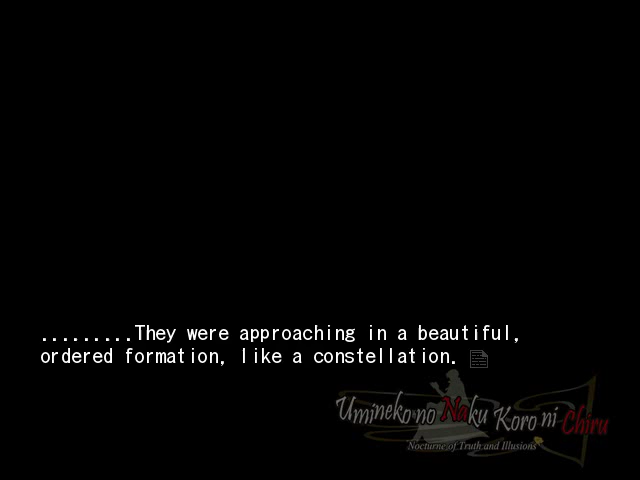 .........They were approaching in a beautiful,
ordered formation, like a constellation.
Umineko no Naku Koro ni Chiru
Nocturne of Truth and Illusions